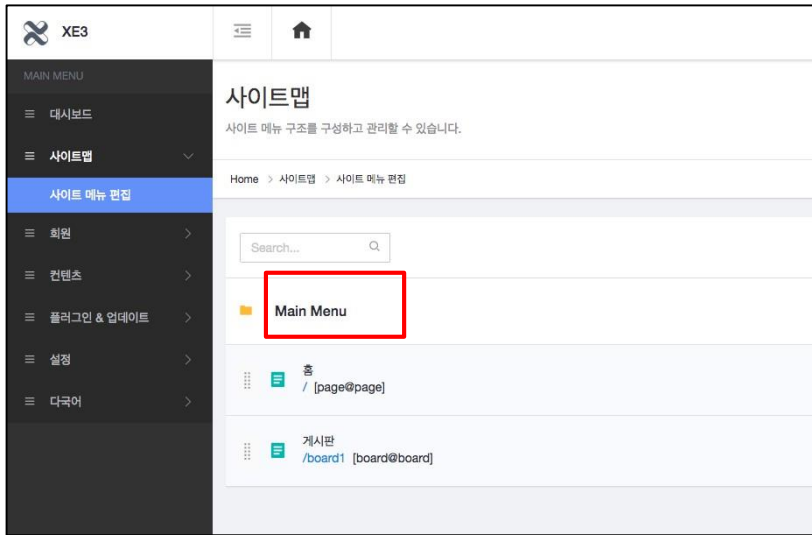 XE3
MAIN MENU
대시보드
사이트맵
사이트 메뉴 편집
회원
컨텐츠
플러그인 & 업데이트
설정
다국어
사이트맵
사이트 메뉴 구조를 구성하고 관리할 수 있습니다.
Home > 사이트맵 > 사이트 메뉴 편집
Search...
Main Menu
홈
/ [page@page]
게시판
/board1 [board@board]